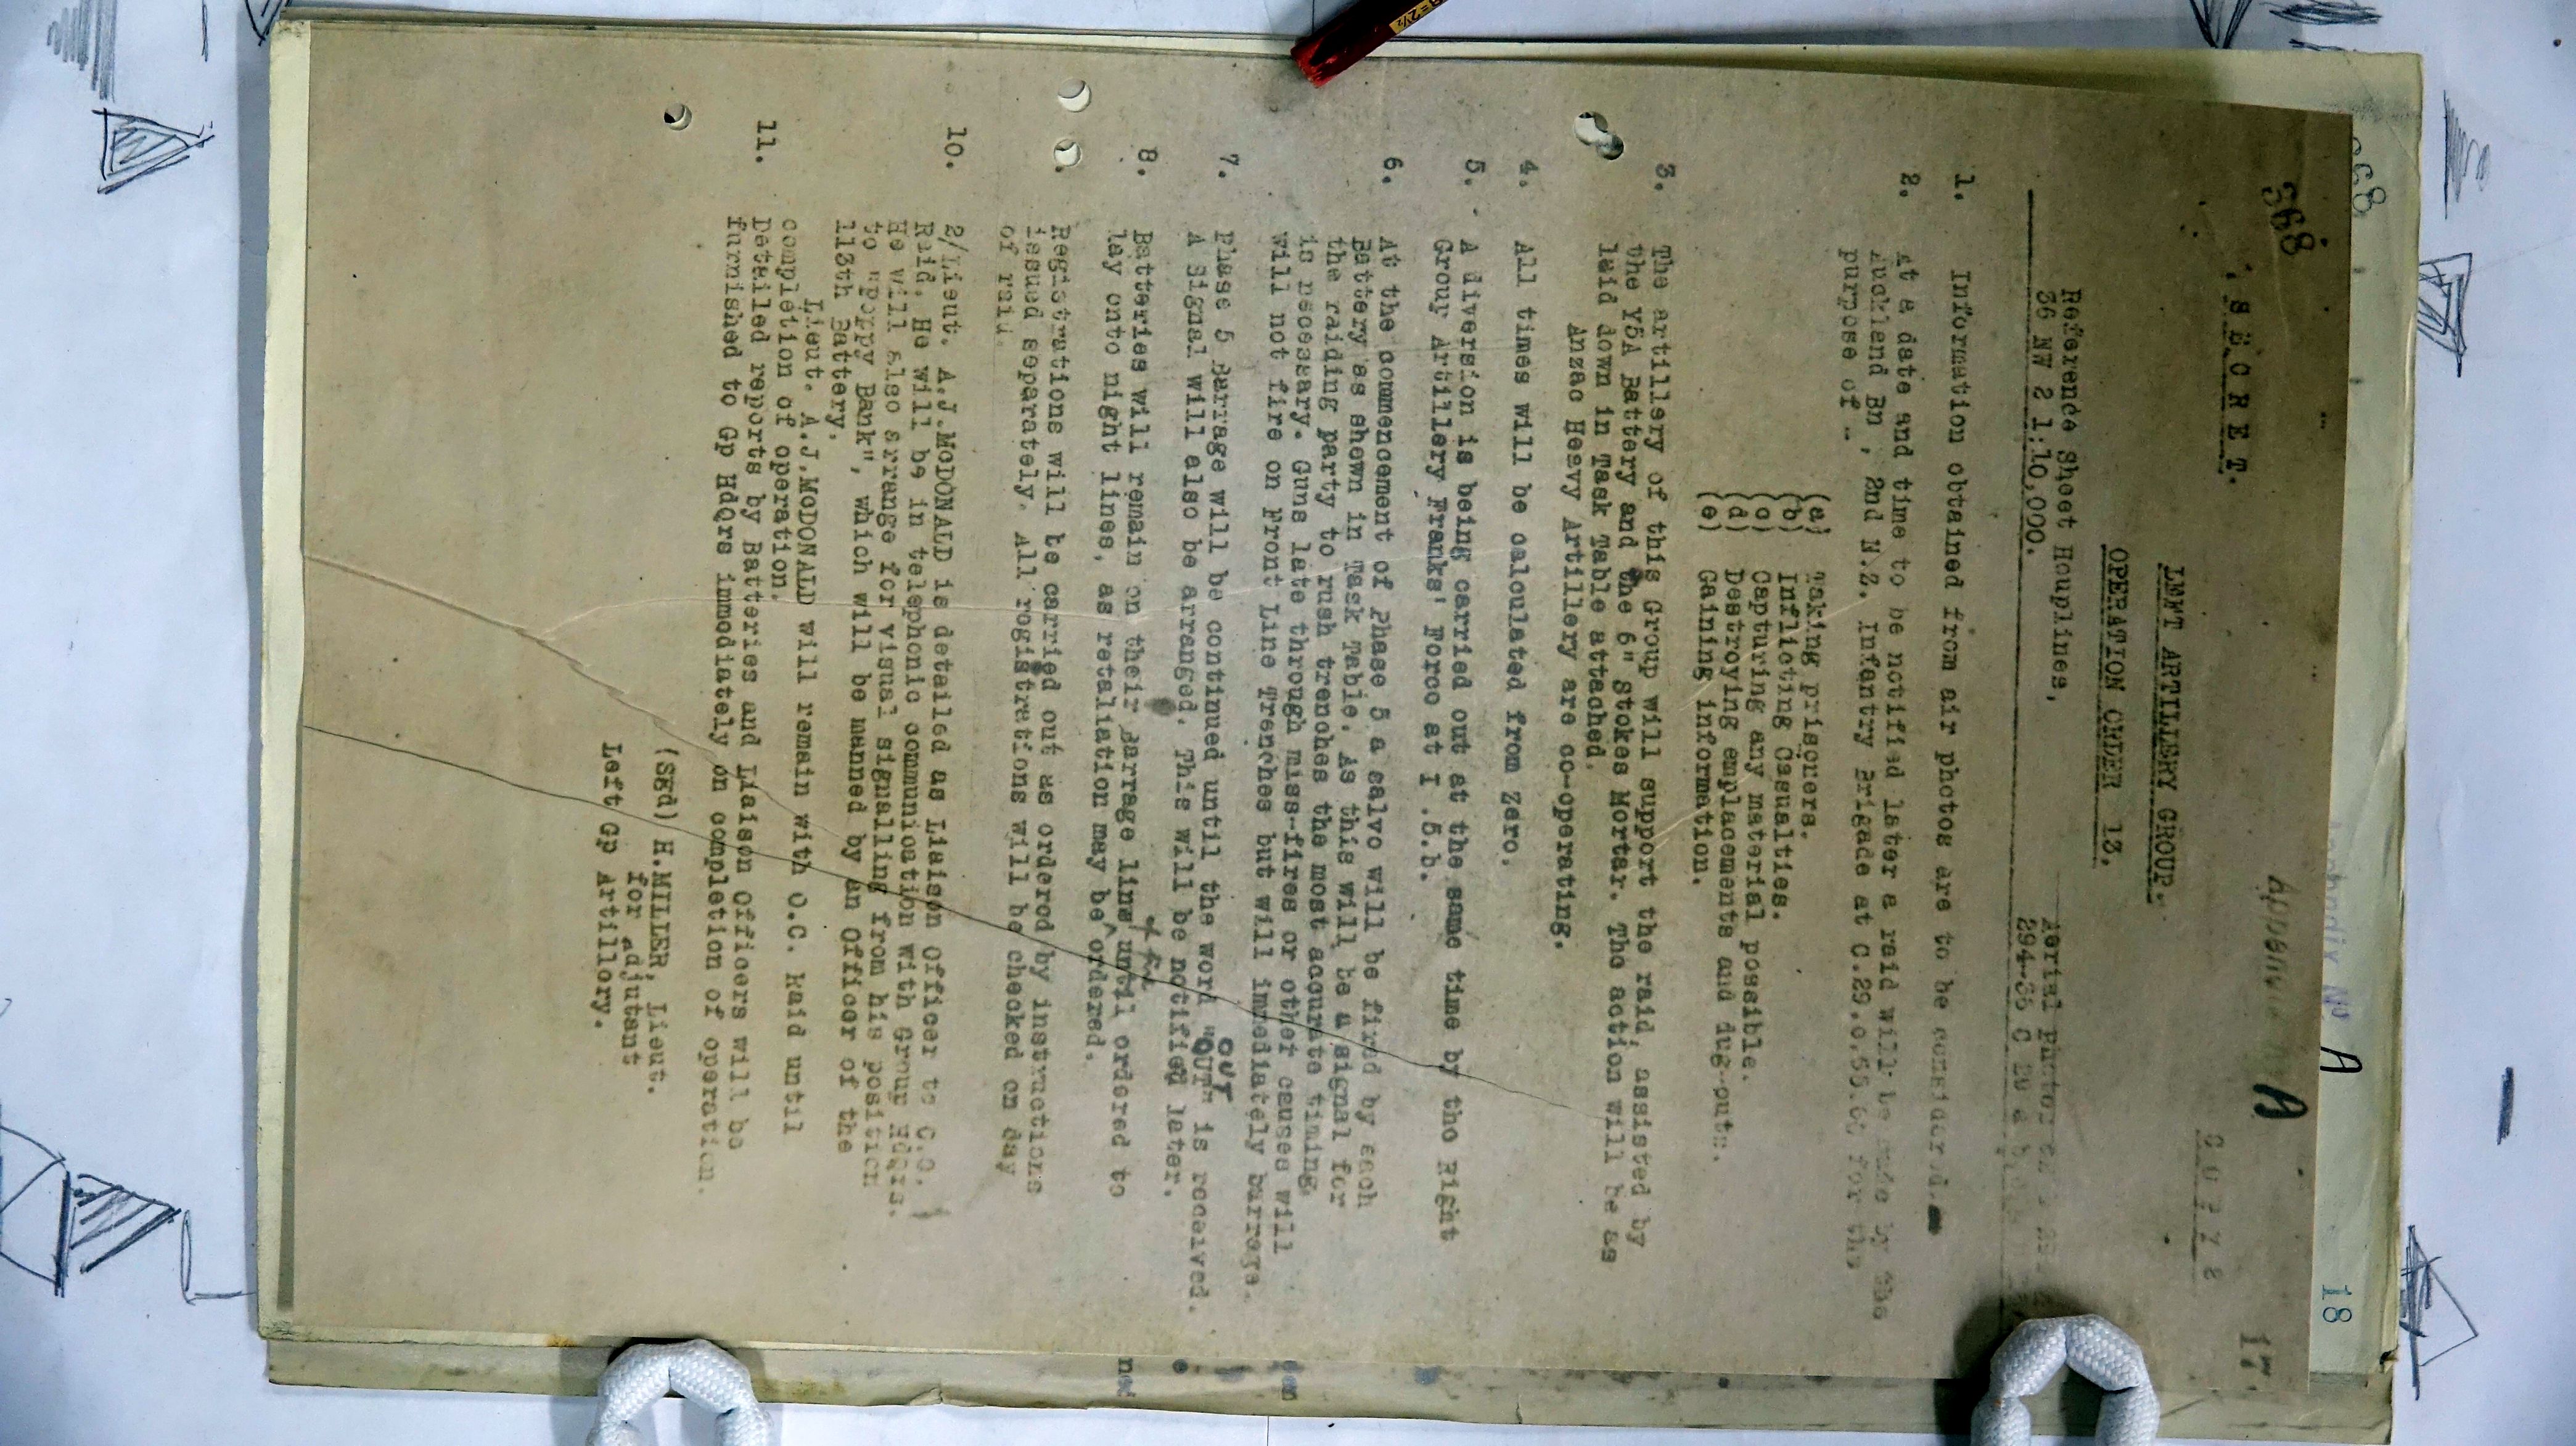 668
Appendix No A
18
568
Appendix No A
17.
SECRET.
COPY 8
LEFT ARTILLERY GROUP.
OPERATION ORDER 13.
Reference Sheet Houplines,
36 NW 2 1:10,000.
Aerial Photos
294-36 C
1. Information obtained from air photos are to be considered.
2. At a date and time to be notified later a raid will be made by the
Auckland Bn , 2nd N.Z. Infantry Brigade at C.29. for the
purpose of -
(a) Taking prisoners.
(b) Inflicting Casualties.
(c) Capturing any material possible.
(d) Destroying emplacements and dug-outs.
(e) Gaining information.
3. The artillery of this Group will support the raid, assisted by
the Y5A Battery and the 6" Stokes Mortar. The action will be as
laid down in Task Table attached.
Anzac Heavy Artillery are co-operating.
4. All times will be calculated from Zero.
5. A diversion is being carried out at the same time by the Right
Group Artillery Franks' Force at I .5.b.
6. At the commencement of Phase 5 a salvo will be fired by each
Battery as shown in Task Table. As this will be a signal for
the raiding party to rush trenches the most accurate timing
is necessary. Guns late through miss-fires or other causes will
will not fire on Front Line Trenches but will immediately barrage.
7. Phase 5 Barrage will be continued until the word "OUT" is received.
OUT
A Signal will also be arranged. This will be notified later.
8. Batteries will remain on their Barrage line until ordered to
lay onto night lines, as retaliation may be ordered.
. Registrations will be carried out as ordered by instructions
issued separately. All registrations will be checked on day
of raid.
10. 2/Lieut. A.J.McDONALD is detailed as Liaison Officer to C.O.
Raid. He will be in telephonic communication with Group Hdqrs.
He will also arrange for visual signalling from his position
to "Poppy Bank", which will be manned by an Officer of the
113th Battery.
Lieut. A.J.McDONALD will remain with O.C. Raid until
completion of operation.
11. Detailed reports by Batteries and Liaison Officers will be
furnished to Gp HdQrs immediately on completion of operation.
(Sgd) H.MILLER, Lieut.
for Adjutant
Left Gp Artillery.
ned